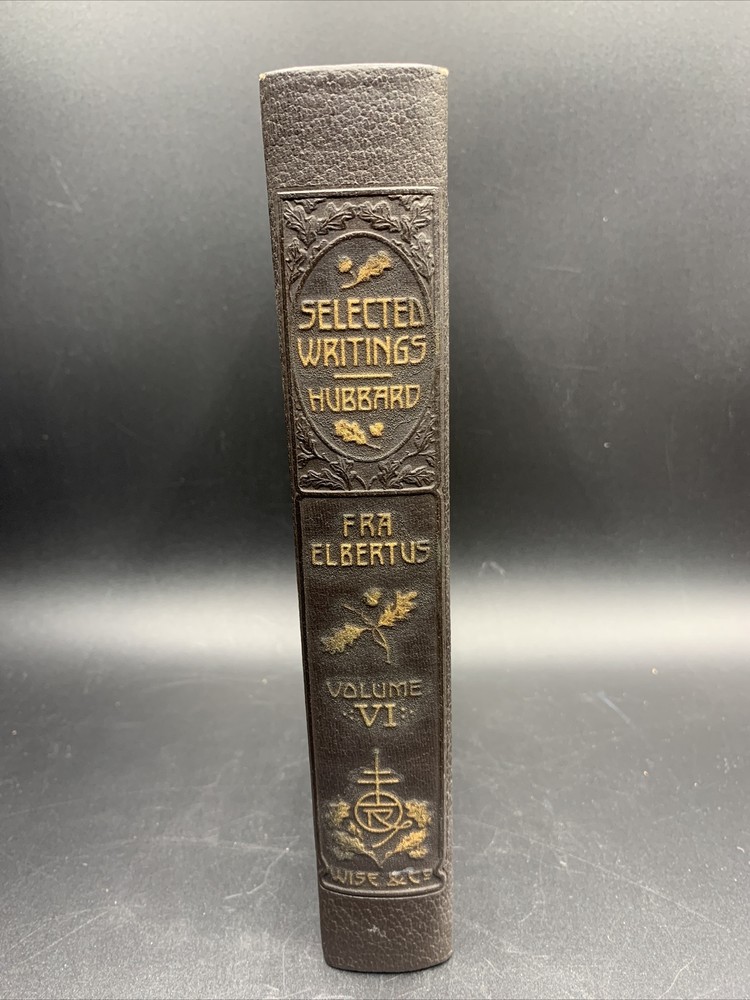 SELECTED
WRITINGS
HUBBARD
FRA
ELBERTUS
VOLUME
VI
R
WISE & Co